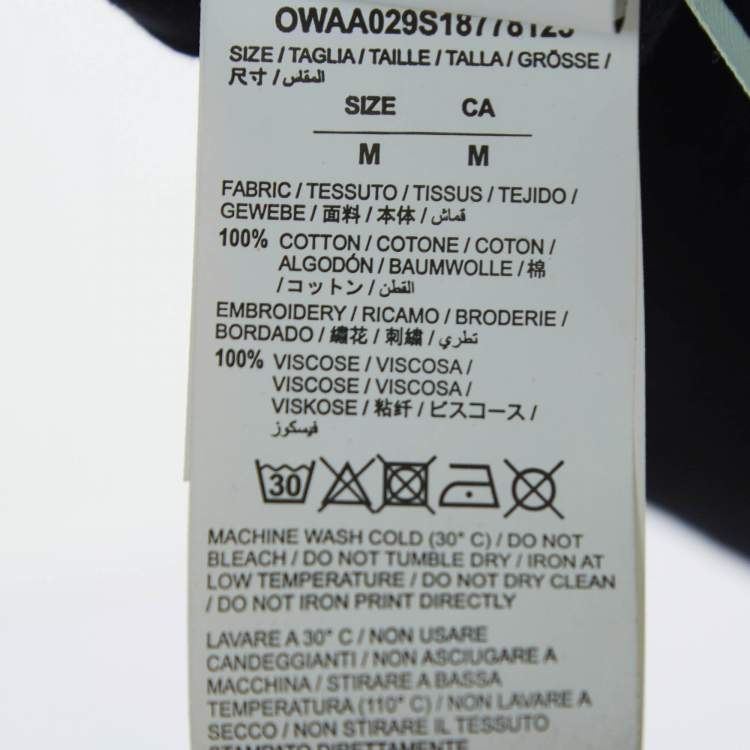 OWAA029S18778123
SIZE / TAGLIA / TAILLE / TALLA / GRÖSSE /
尺寸 / المقاس
SIZE CA
M M
FABRIC / TESSUTO / TISSUS / TEJIDO /
GEWEBE / 面料 / 本体 / قماش
100% COTTON / COTONE / COTON /
ALGODÓN / BAUMWOLLE / 棉
/ コットン / القطن
EMBROIDERY / RICAMO / BRODERIE /
BORDADO / 繡花 / 刺繍 / تطري
100% VISCOSE / VISCOSA /
VISCOSE / VISCOSA /
VISKOSE / 粘纤 / ビスコース /
فيسكوز
30
MACHINE WASH COLD (30° C) / DO NOT
BLEACH / DO NOT TUMBLE DRY / IRON AT
LOW TEMPERATURE / DO NOT DRY CLEAN
/ DO NOT IRON PRINT DIRECTLY
LAVARE A 30° C / NON USARE
CANDEGGIANTI / NON ASCIUGARE A
MACCHINA / STIRARE A BASSA
TEMPERATURA (110° C) / NON LAVARE A
SECCO / NON STIRARE IL TESSUTO
STAMPATO DIRETTAMENTE